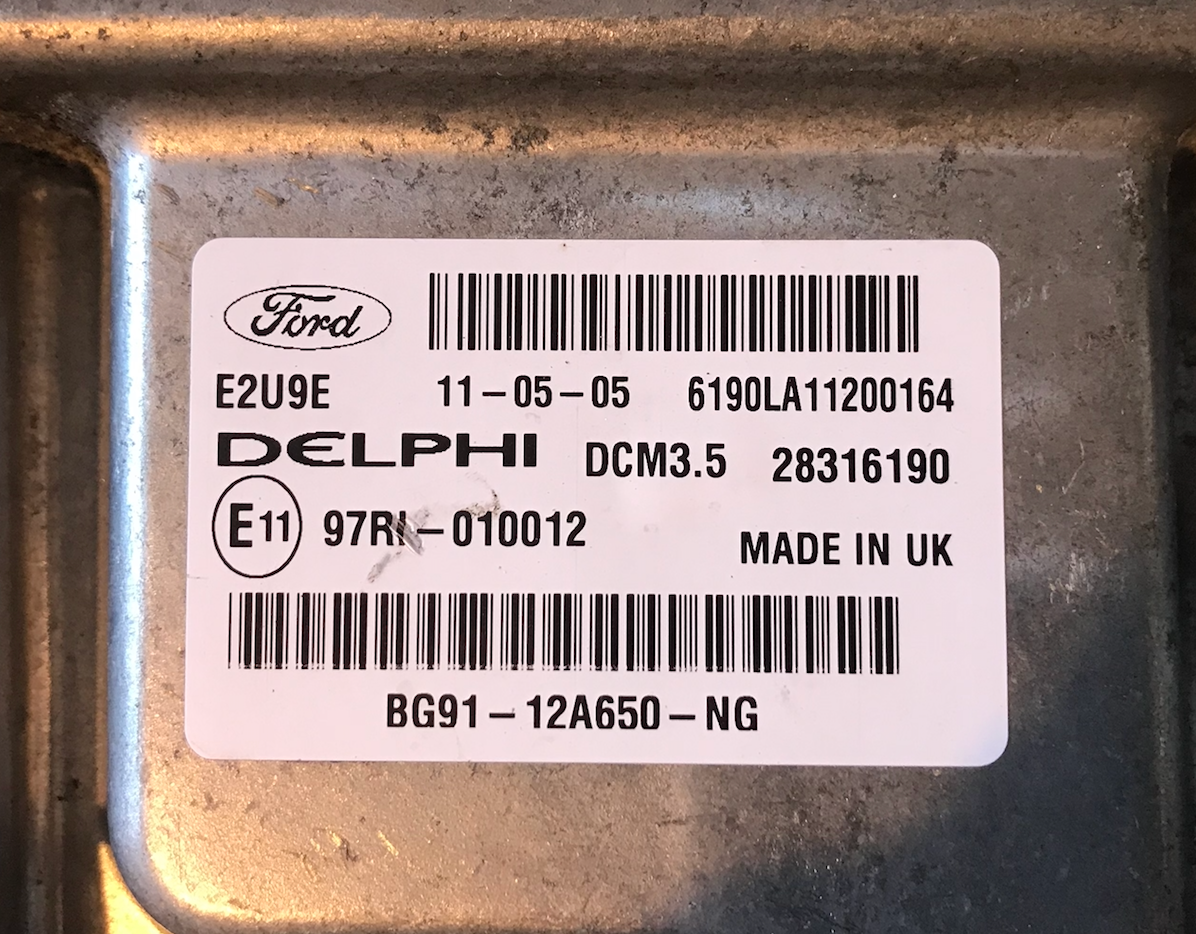 Ford
E2U9E 11-05-05 6190LA11200164
DELPHI DCM3.5 28316190
E11 97RI-010012
MADE IN UK
BG91-12A650-NG